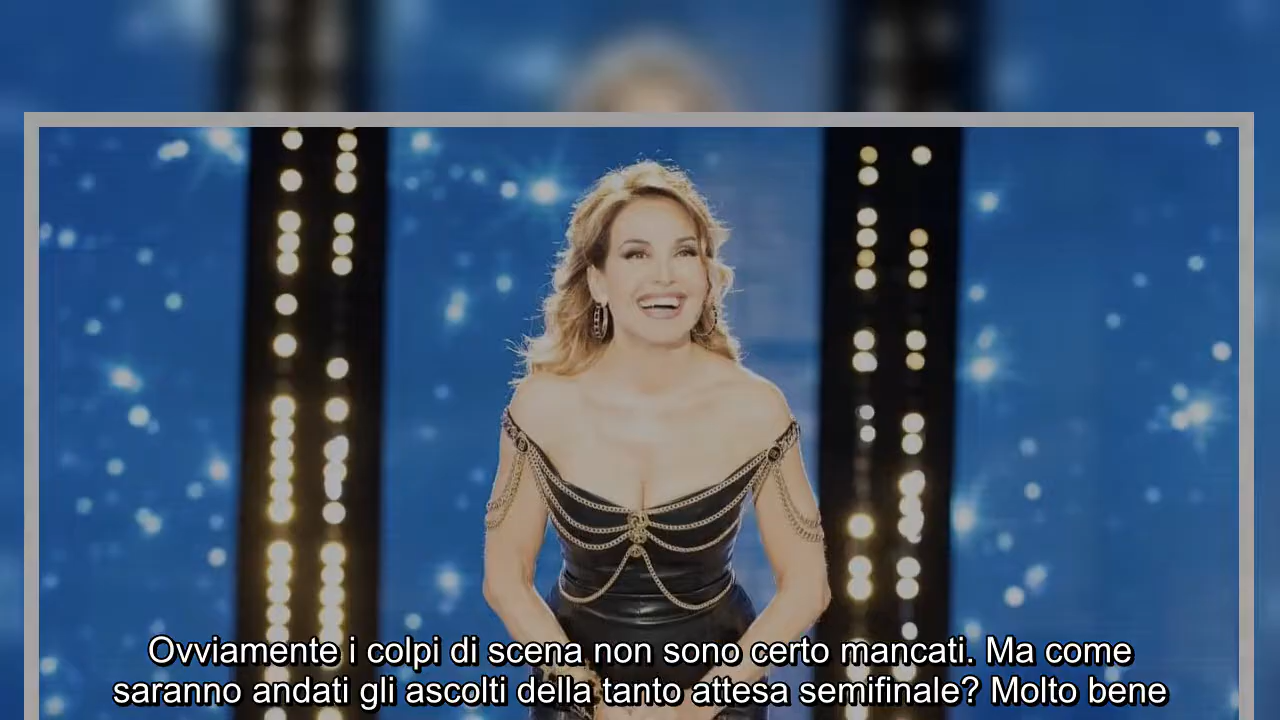 Ovviamente i colpi di scena non sono certo mancati. Ma come
saranno andati gli ascolti della tanto attesa semifinale? Molto bene